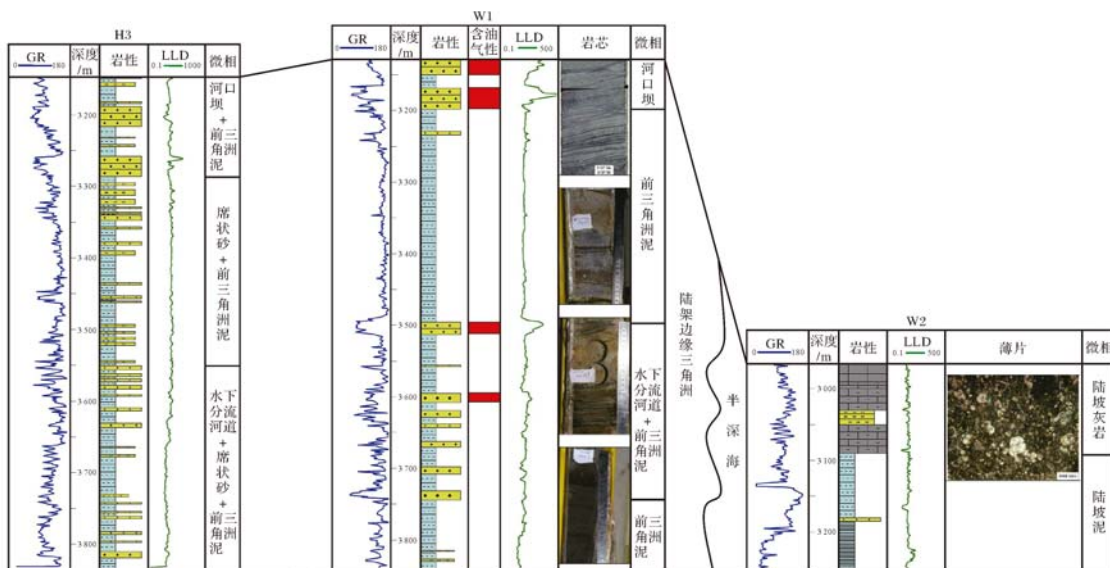 H3
GR
0 180
深度
/m
岩性
LLD
0.1 1000
微相
3 200
3 300
3 400
3 500
3 600
3 700
3 800
河口坝+前三角洲泥
席状砂+前三角洲泥
水下分流河道+席状砂+前三角洲泥
W1
GR
0 180
深度
/m
岩性
含油
气性
LLD
0.1 500
岩芯
微相
3 200
3 300
3 400
3 500
3 600
3 700
3 800
河口坝
前三角洲泥
水下分流河道+前三角洲泥
前三角洲泥
陆架边缘三角洲
半深海
W2
GR
0 180
深度
/m
岩性
LLD
0.1 500
薄片
微相
3 000
3 100
3 200
陆坡灰岩
陆坡泥